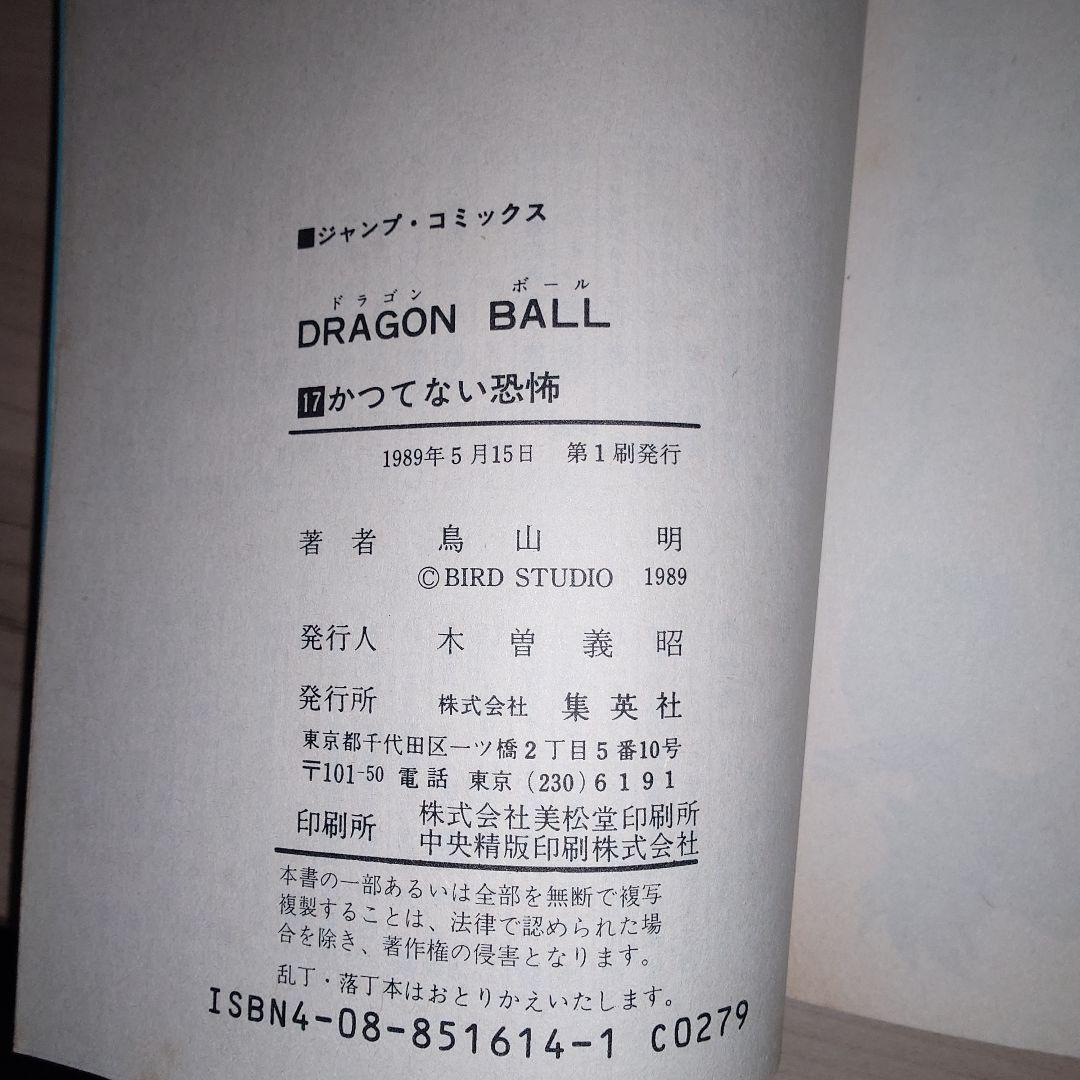 ■ジャンプ・コミックス
ドラゴン ボール
DRAGON BALL
17かつてない恐怖
1989年5月15日 第1刷発行
著者 鳥山 明
©BIRD STUDIO 1989
発行人 木曽義昭
発行所 株式会社 集英社
東京都千代田区一ツ橋2丁目5番10号
〒101-50 電話 東京(230)6191
印刷所 株式会社美松堂印刷所
中央精版印刷株式会社
本書の一部あるいは全部を無断で複写
複製することは、法律で認められた場
合を除き、著作権の侵害となります。
乱丁・落丁本はおとりかえいたします。
ISBN4-08-851614-1 C0279